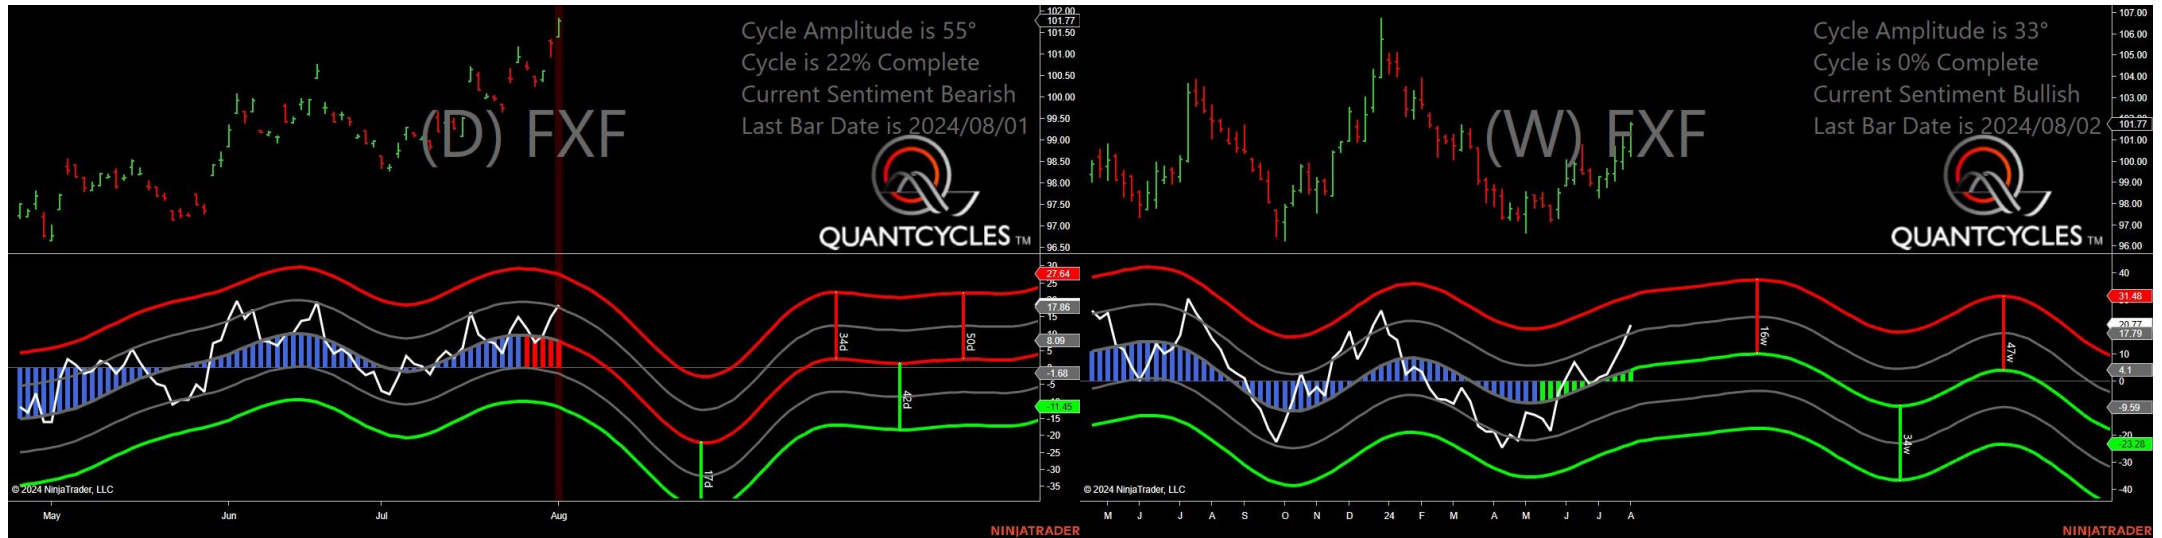 Cycle Amplitude is 55°
Cycle is 22% Complete
Current Sentiment Bearish
Last Bar Date is 2024/08/01
(D) FXF
QUANTCYCLES TM
102.00
101.77
101.50
101.00
100.50
100.00
99.50
99.00
98.50
98.00
97.50
97.00
96.50
30
27.64
17.86
15
8.09
5
-1.68
-5
-11.45
-15
-20
-25
-30
-35
17d
34d
42d
50d
© 2024 NinjaTrader, LLC
May
Jun
Jul
Aug
NINJATRADER
Cycle Amplitude is 33°
Cycle is 0% Complete
Current Sentiment Bullish
Last Bar Date is 2024/08/02
(W) FXF
QUANTCYCLES TM
107.00
106.00
105.00
104.00
103.00
101.77
101.00
100.00
99.00
98.00
97.00
96.00
40
31.48
20.77
17.79
10
4.1
0
-9.59
-20
-23.28
-30
-40
16w
34w
47w
© 2024 NinjaTrader, LLC
M J J A S O N D 24 F M A M J J A
NINJATRADER